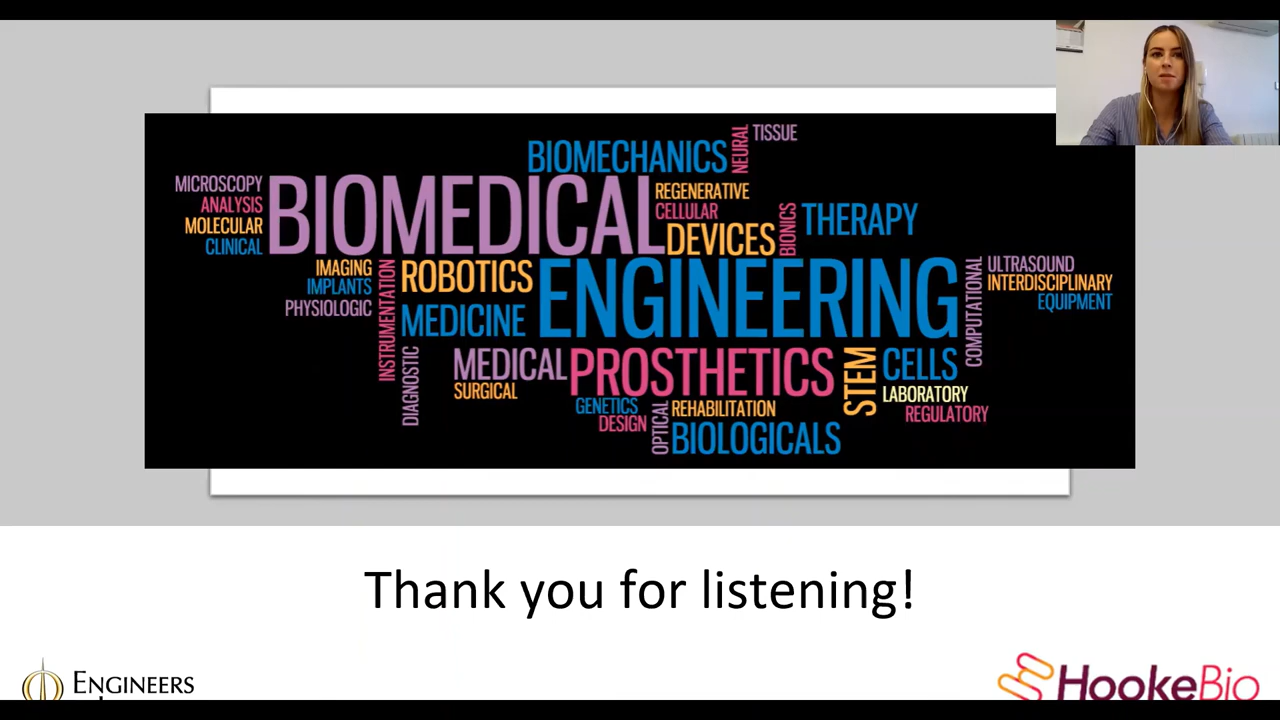 TISSUE
NEURAL
BIOMECHANICS
MICROSCOPY
ANALYSIS
MOLECULAR
CLINICAL
BIOMEDICAL
REGENERATIVE
CELLULAR
DEVICES
BIONICS
THERAPY
IMAGING
IMPLANTS
PHYSIOLOGIC
INSTRUMENTATION
ROBOTICS
MEDICINE
ENGINEERING
COMPUTATIONAL
ULTRASOUND
INTERDISCIPLINARY
EQUIPMENT
DIAGNOSTIC
MEDICAL
SURGICAL
PROSTHETICS
STEM
CELLS
LABORATORY
REGULATORY
GENETICS
DESIGN
OPTICAL
REHABILITATION
BIOLOGICALS
Thank you for listening!
ENGINEERS
HookeBio